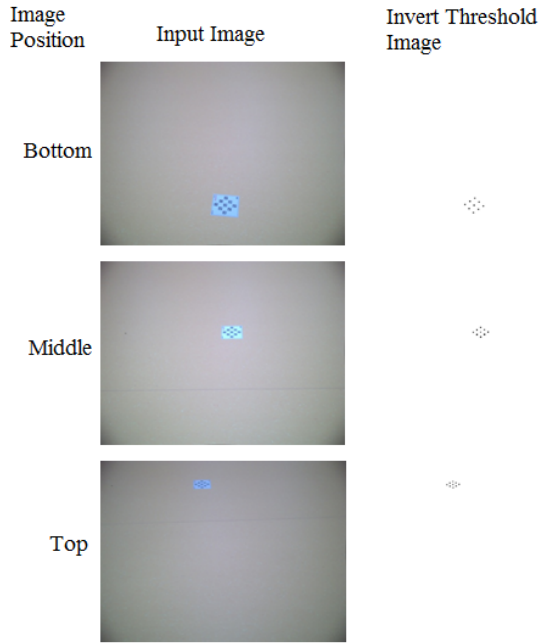 Image
Position
Input Image
Invert Threshold
Image
Bottom
Middle
Top